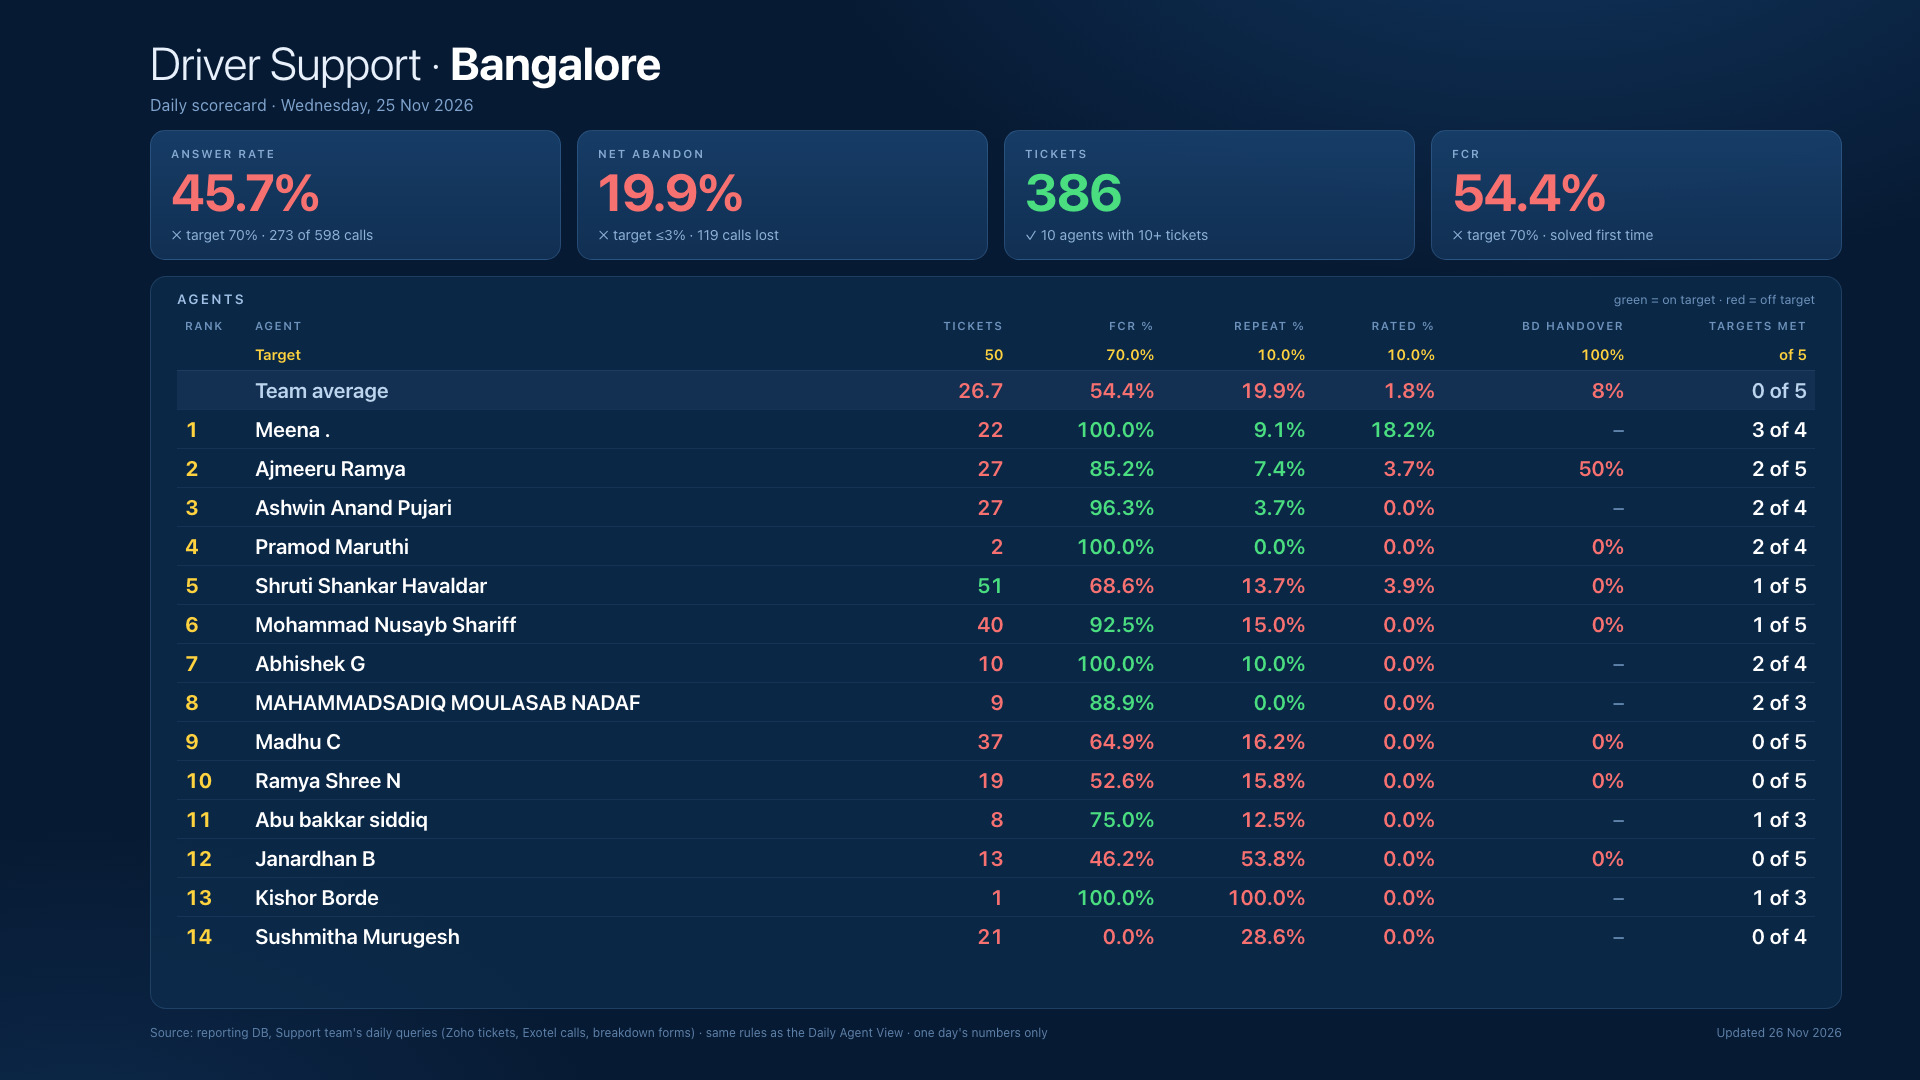 Driver Support · Bangalore
Daily scorecard · Wednesday, 25 Nov 2026
ANSWER RATE
45.7%
✕ target 70% · 273 of 598 calls
NET ABANDON
19.9%
✕ target ≤3% · 119 calls lost
TICKETS
386
✓ 10 agents with 10+ tickets
FCR
54.4%
✕ target 70% · solved first time
AGENTS green = on target · red = off target
RANK AGENT TICKETS FCR % REPEAT % RATED % BD HANDOVER TARGETS MET
Target 50 70.0% 10.0% 10.0% 100% of 5
Team average 26.7 54.4% 19.9% 1.8% 8% 0 of 5
1 Meena . 22 100.0% 9.1% 18.2% – 3 of 4
2 Ajmeeru Ramya 27 85.2% 7.4% 3.7% 50% 2 of 5
3 Ashwin Anand Pujari 27 96.3% 3.7% 0.0% – 2 of 4
4 Pramod Maruthi 2 100.0% 0.0% 0.0% 0% 2 of 4
5 Shruti Shankar Havaldar 51 68.6% 13.7% 3.9% 0% 1 of 5
6 Mohammad Nusayb Shariff 40 92.5% 15.0% 0.0% 0% 1 of 5
7 Abhishek G 10 100.0% 10.0% 0.0% – 2 of 4
8 MAHAMMADSADIQ MOULASAB NADAF 9 88.9% 0.0% 0.0% – 2 of 3
9 Madhu C 37 64.9% 16.2% 0.0% 0% 0 of 5
10 Ramya Shree N 19 52.6% 15.8% 0.0% 0% 0 of 5
11 Abu bakkar siddiq 8 75.0% 12.5% 0.0% – 1 of 3
12 Janardhan B 13 46.2% 53.8% 0.0% 0% 0 of 5
13 Kishor Borde 1 100.0% 100.0% 0.0% – 1 of 3
14 Sushmitha Murugesh 21 0.0% 28.6% 0.0% – 0 of 4
Source: reporting DB, Support team's daily queries (Zoho tickets, Exotel calls, breakdown forms) · same rules as the Daily Agent View · one day's numbers only
Updated 26 Nov 2026